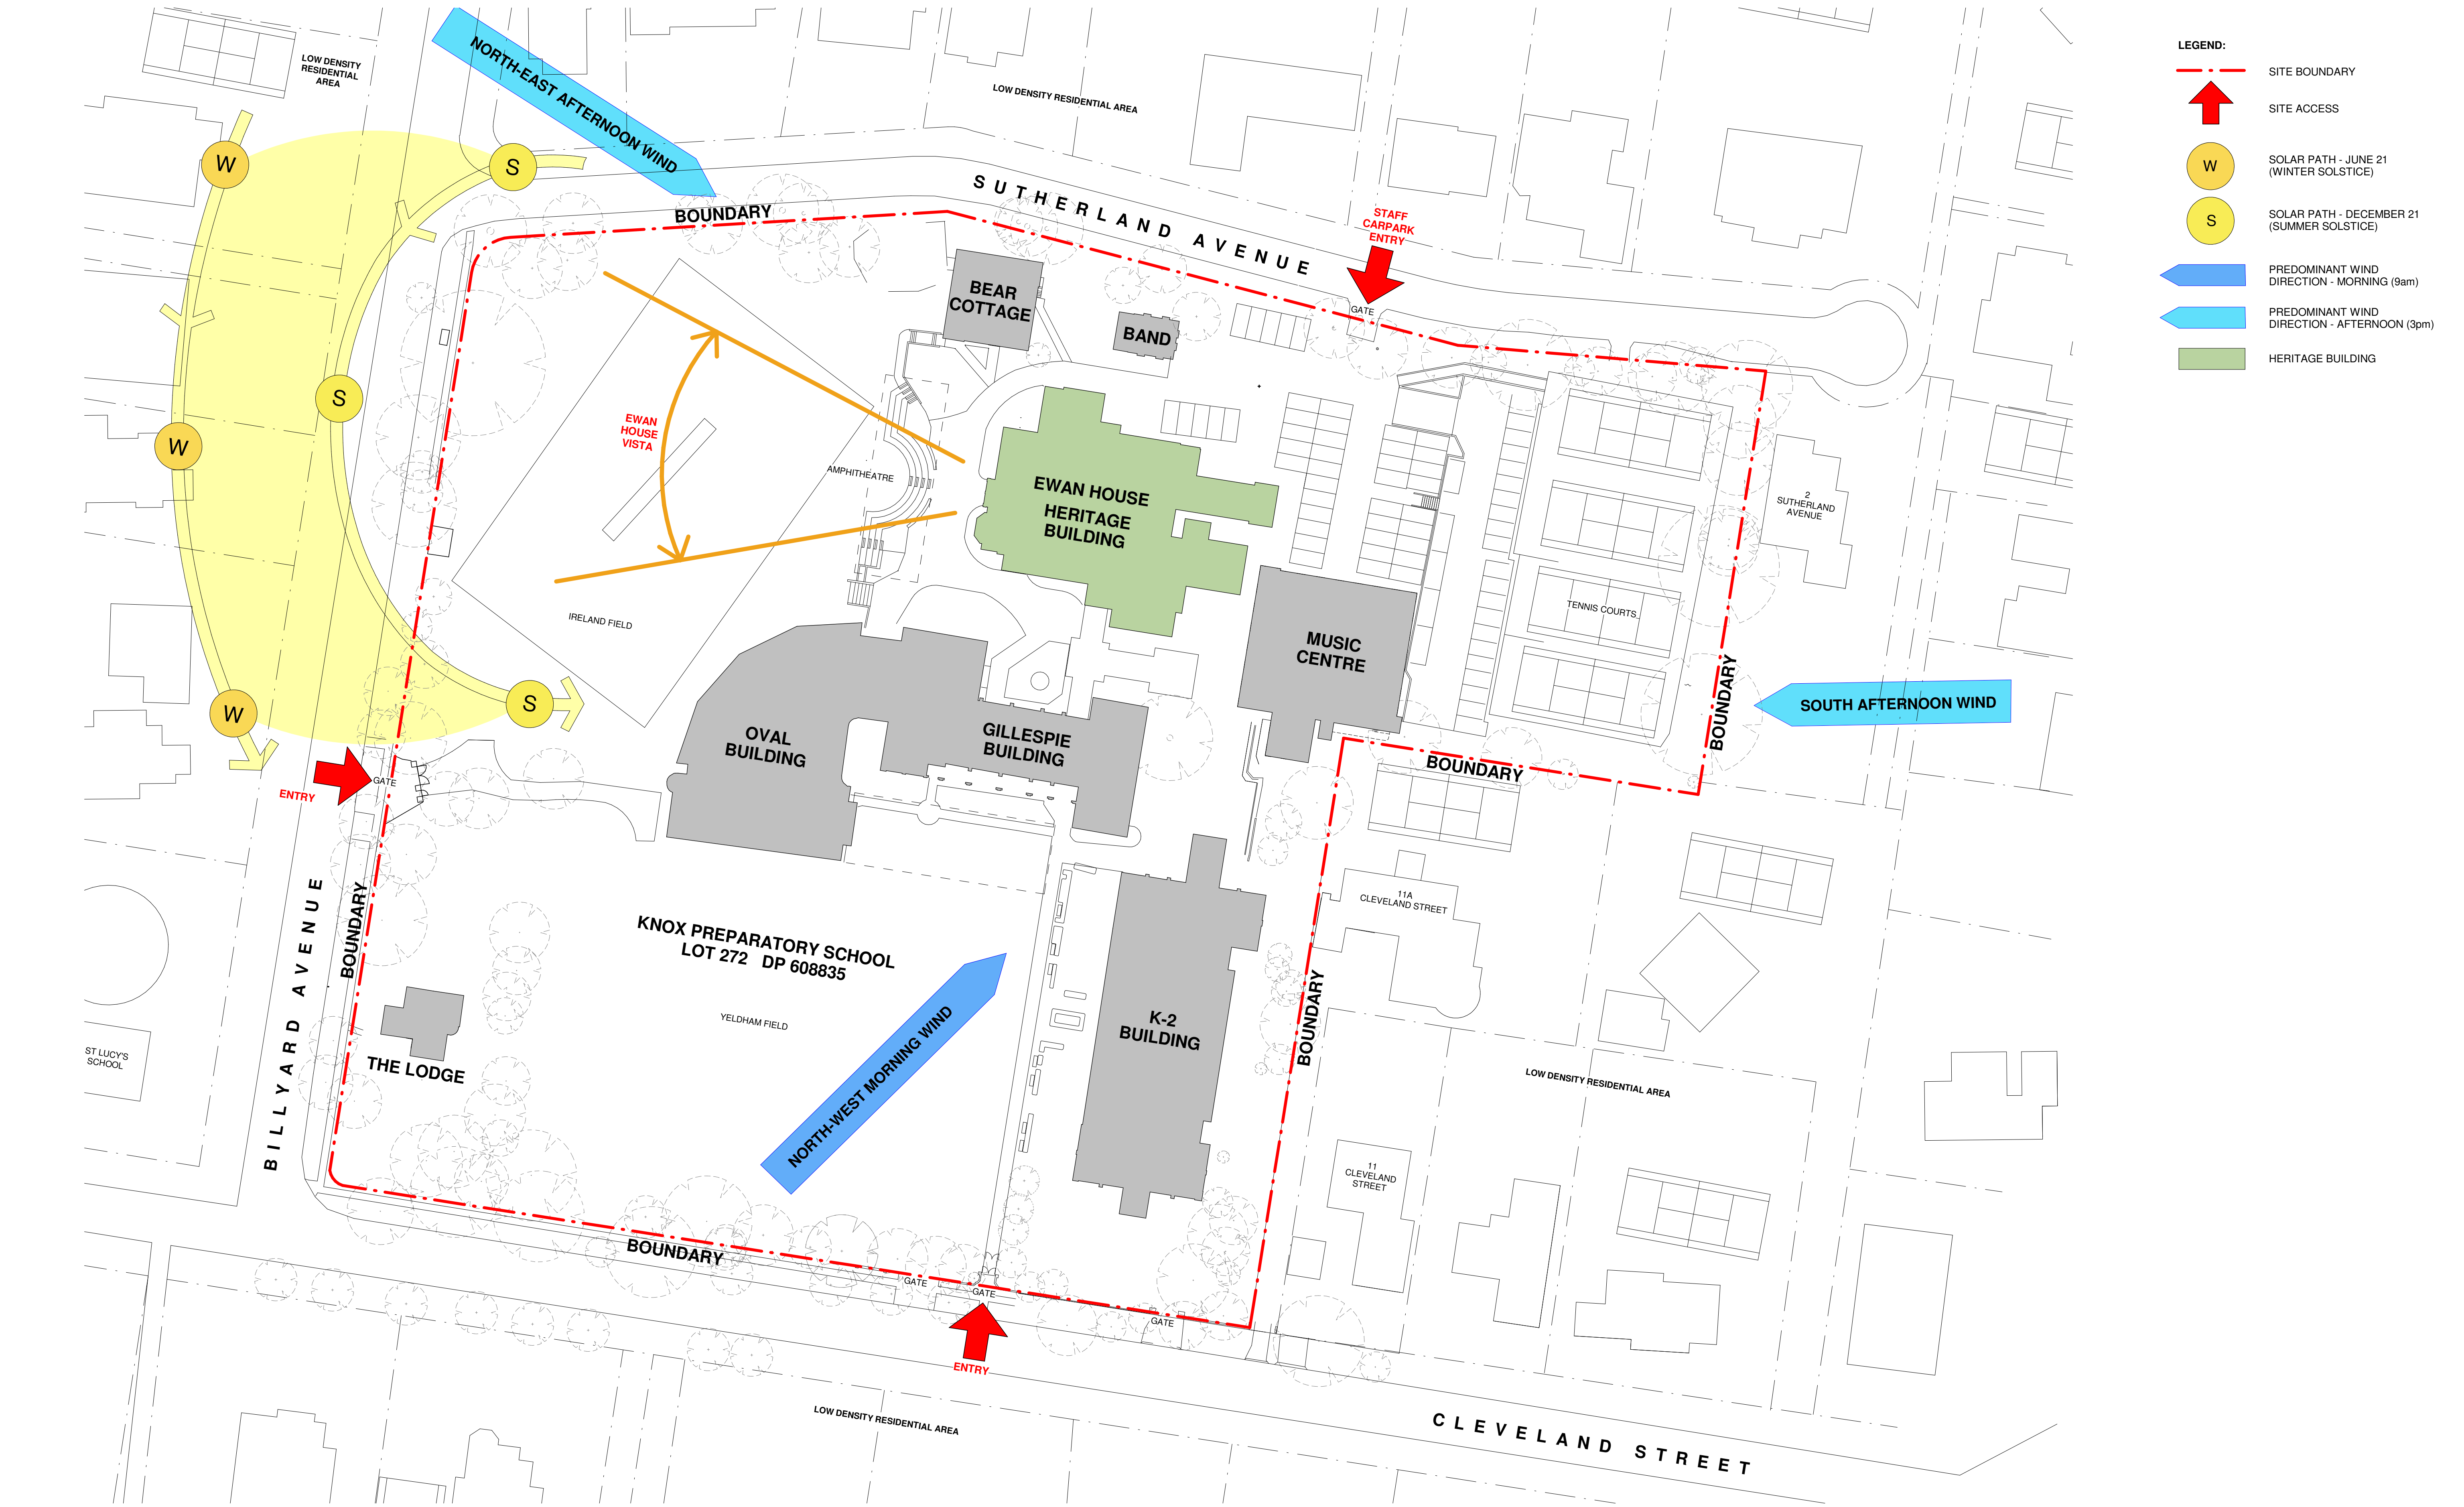 LOW DENSITY
RESIDENTIAL
AREA
NORTH-EAST AFTERNOON WIND
LOW DENSITY RESIDENTIAL AREA
LEGEND:
SITE BOUNDARY
SITE ACCESS
W
SOLAR PATH - JUNE 21
(WINTER SOLSTICE)
S
SOLAR PATH - DECEMBER 21
(SUMMER SOLSTICE)
PREDOMINANT WIND
DIRECTION - MORNING (9am)
PREDOMINANT WIND
DIRECTION - AFTERNOON (3pm)
HERITAGE BUILDING
W
S
BOUNDARY
SUTHERLAND AVENUE
STAFF
CARPARK
ENTRY
GATE
BEAR
COTTAGE
BAND
S
W
EWAN
HOUSE
VISTA
AMPHITHEATRE
EWAN HOUSE
HERITAGE
BUILDING
2
SUTHERLAND
AVENUE
IRELAND FIELD
TENNIS COURTS
MUSIC
CENTRE
BOUNDARY
SOUTH AFTERNOON WIND
W
S
OVAL
BUILDING
GILLESPIE
BUILDING
BOUNDARY
GATE
ENTRY
BILLYARD AVENUE
BOUNDARY
11A
CLEVELAND STREET
KNOX PREPARATORY SCHOOL
LOT 272 DP 608835
YELDHAM FIELD
NORTH-WEST MORNING WIND
K-2
BUILDING
BOUNDARY
ST LUCY'S
SCHOOL
THE LODGE
LOW DENSITY RESIDENTIAL AREA
11
CLEVELAND
STREET
BOUNDARY
GATE
GATE
GATE
ENTRY
LOW DENSITY RESIDENTIAL AREA
CLEVELAND STREET